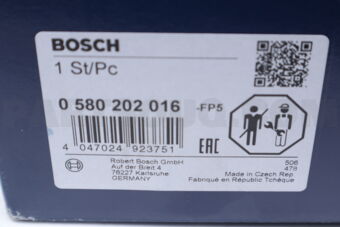 BOSCH
1 St/Pc
0 580 202 016 -FP5
EAC
4 047024 923751
Robert Bosch GmbH
Auf der Breit 4
76227 Karlsruhe
GERMANY
506
478
Made in Czech Rep
Fabriqué en République Tchèque